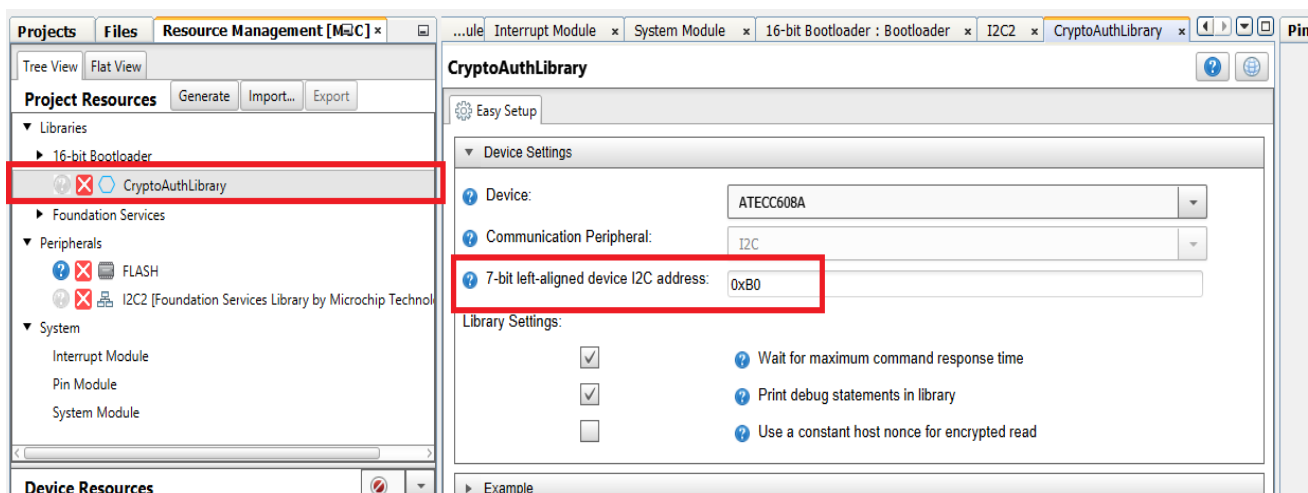 Projects Files Resource Management [MCC] ×
Tree View Flat View
Project Resources Generate Import... Export
Libraries
16-bit Bootloader
CryptoAuthLibrary
Foundation Services
Peripherals
FLASH
I2C2 [Foundation Services Library by Microchip Technol
System
Interrupt Module
Pin Module
System Module
Device Resources
...ule Interrupt Module × System Module × 16-bit Bootloader : Bootloader × I2C2 × CryptoAuthLibrary × Pin
CryptoAuthLibrary
Easy Setup
Device Settings
Device: ATECC608A
Communication Peripheral: I2C
7-bit left-aligned device I2C address: 0xB0
Library Settings:
Wait for maximum command response time
Print debug statements in library
Use a constant host nonce for encrypted read
Example